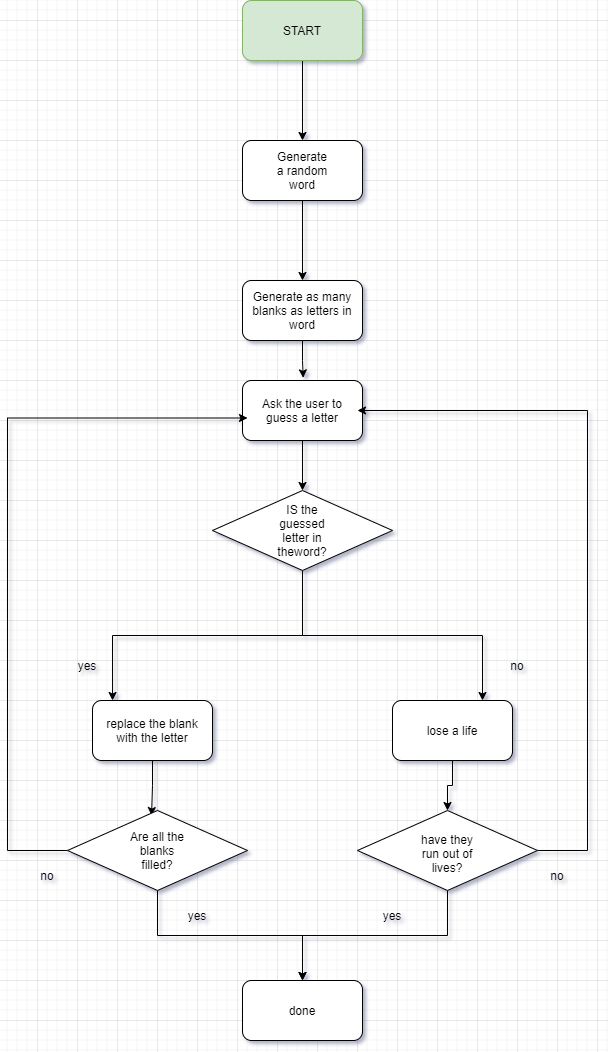 START
Generate
a random
word
Generate as many
blanks as letters in
word
Ask the user to
guess a letter
IS the
guessed
letter in
theword?
yes
no
replace the blank
with the letter
lose a life
Are all the
blanks
filled?
have they
run out of
lives?
no
no
yes
yes
done